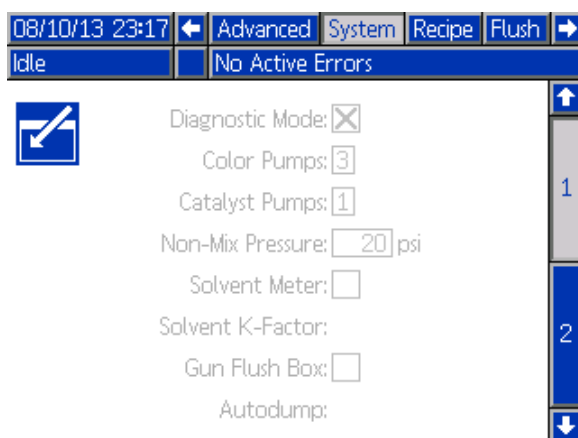 08/10/13 23:17 Advanced System Recipe Flush
Idle No Active Errors
Diagnostic Mode:
Color Pumps: 3
1
Catalyst Pumps: 1
Non-Mix Pressure: 20 psi
Solvent Meter:
Solvent K-Factor:
2
Gun Flush Box:
Autodump: